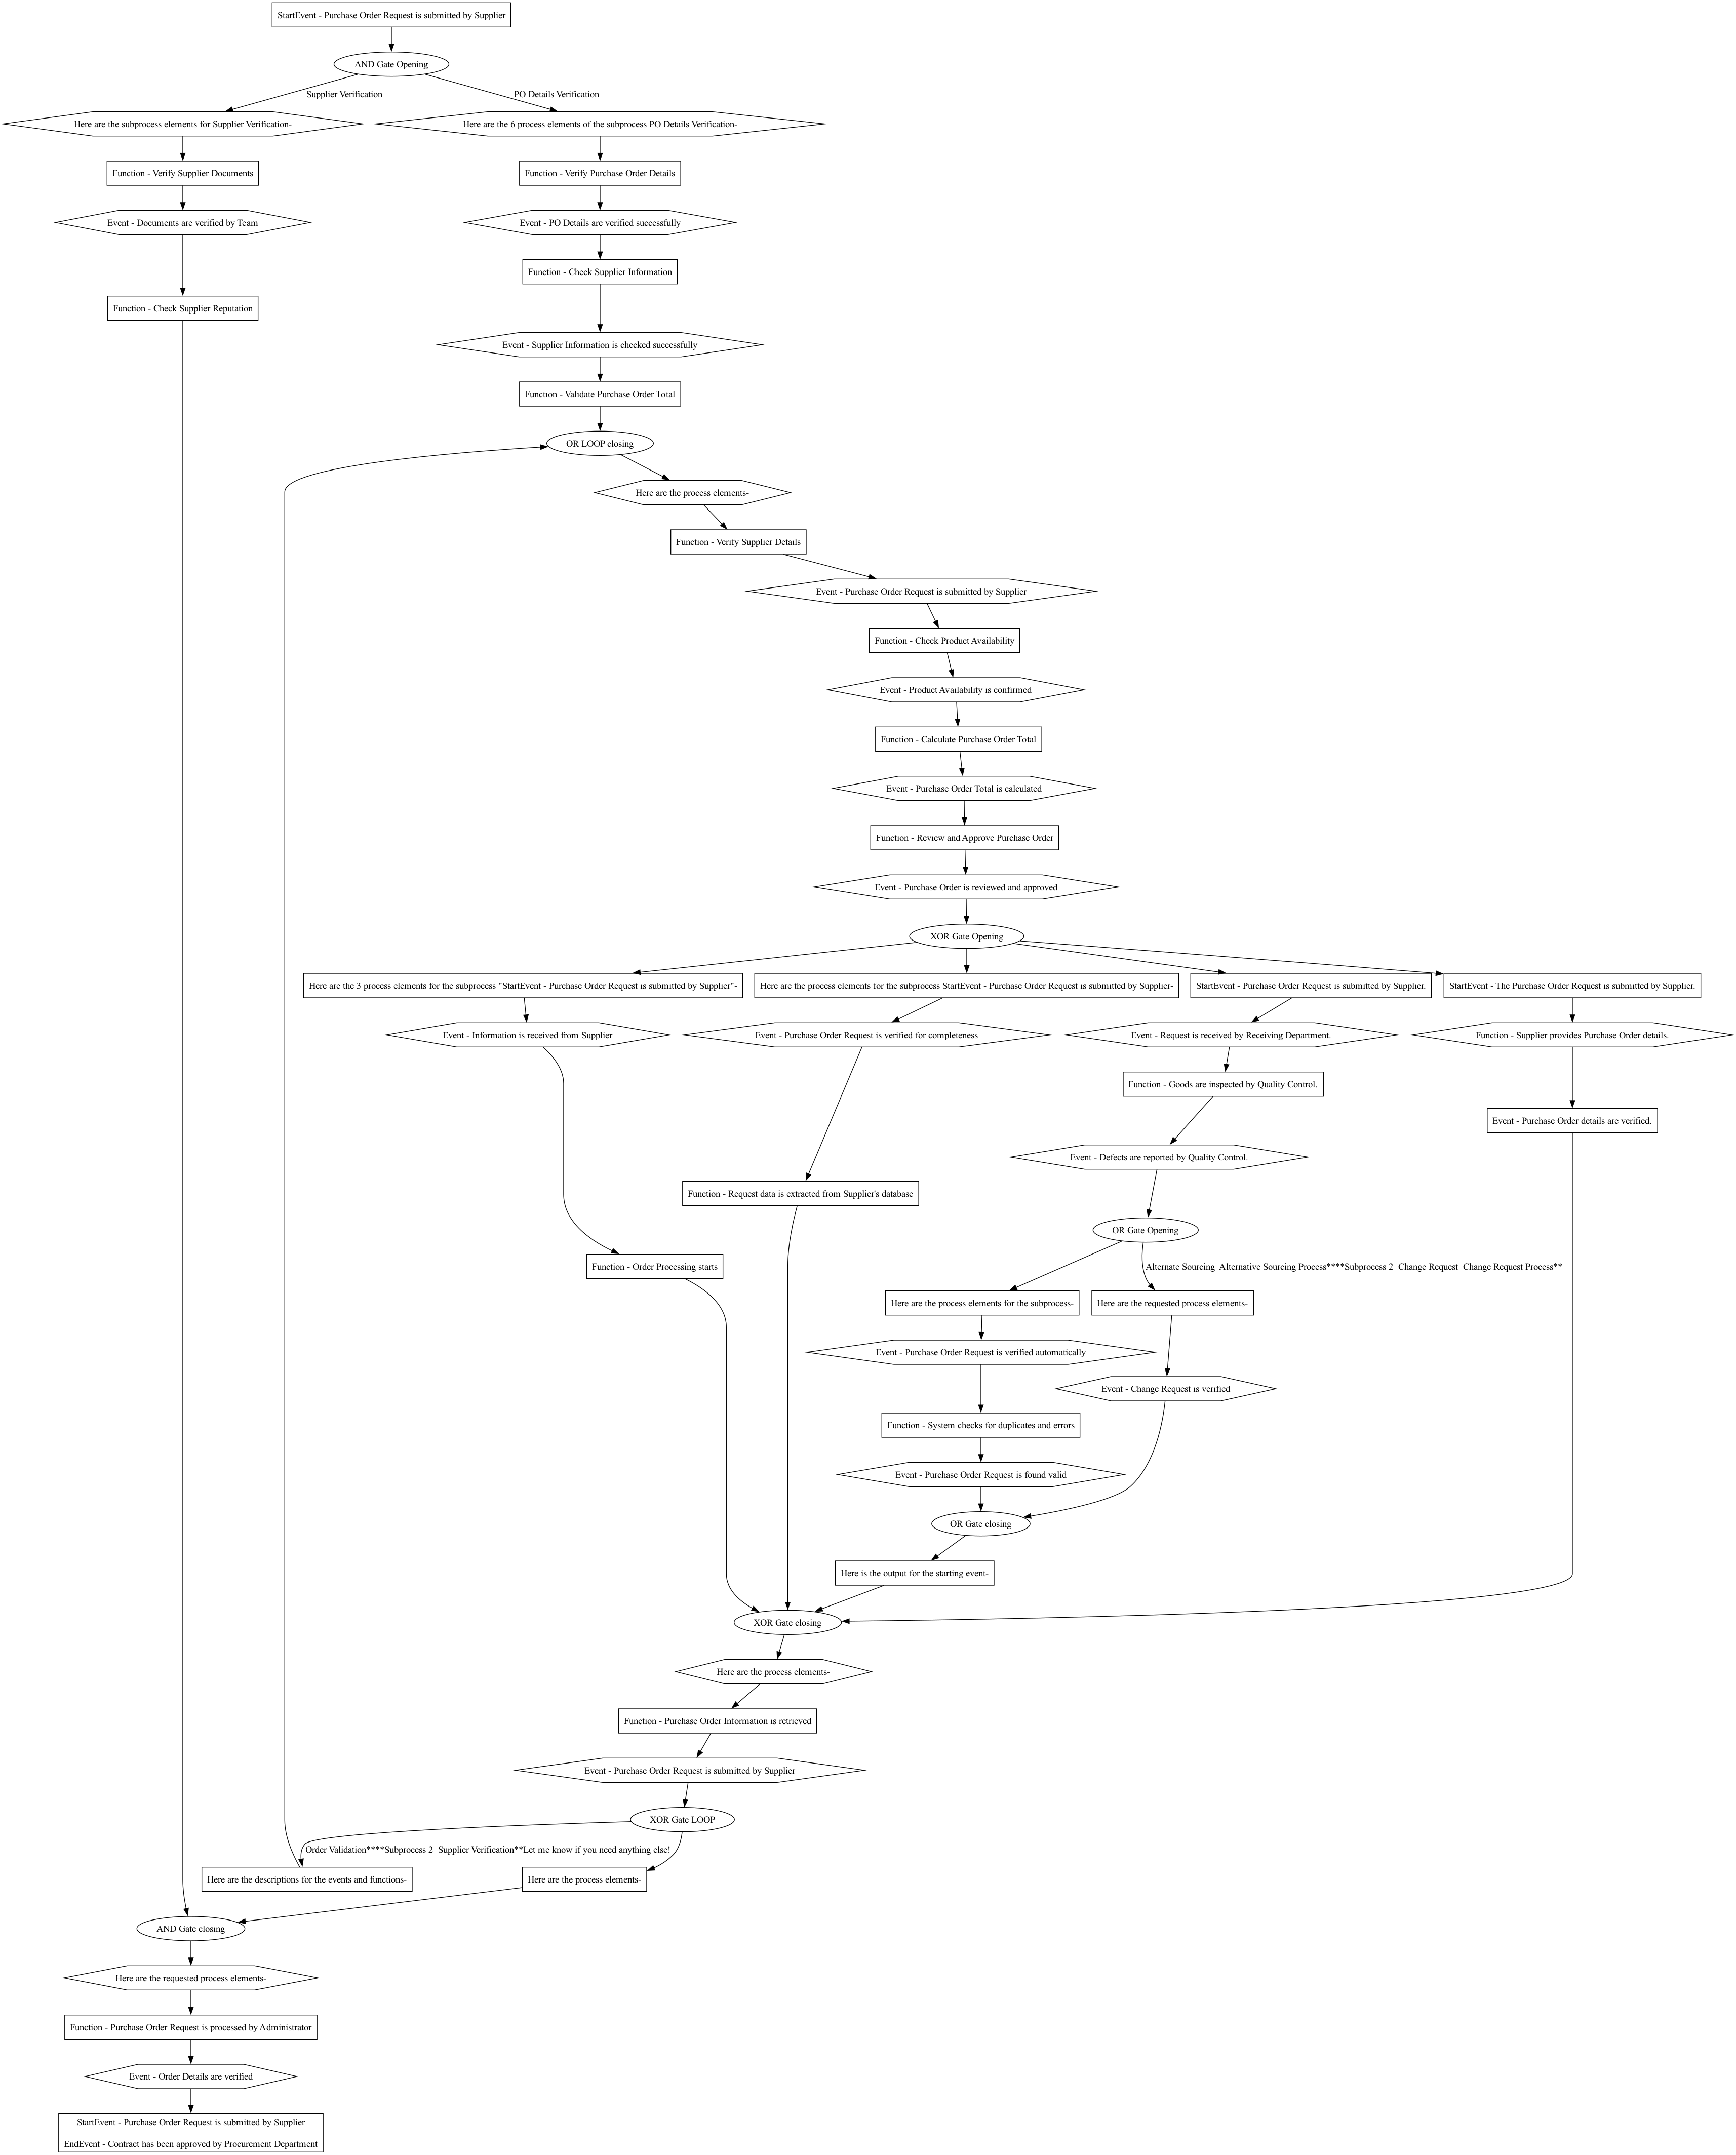 StartEvent - Purchase Order Request is submitted by Supplier
AND Gate Opening
Supplier Verification
PO Details Verification
Here are the subprocess elements for Supplier Verification-
Here are the 6 process elements of the subprocess PO Details Verification-
Function - Verify Supplier Documents
Function - Verify Purchase Order Details
Event - Documents are verified by Team
Event - PO Details are verified successfully
Function - Check Supplier Information
Function - Check Supplier Reputation
Event - Supplier Information is checked successfully
Function - Validate Purchase Order Total
OR LOOP closing
Here are the process elements-
Function - Verify Supplier Details
Event - Purchase Order Request is submitted by Supplier
Function - Check Product Availability
Event - Product Availability is confirmed
Function - Calculate Purchase Order Total
Event - Purchase Order Total is calculated
Function - Review and Approve Purchase Order
Event - Purchase Order is reviewed and approved
XOR Gate Opening
Here are the 3 process elements for the subprocess "StartEvent - Purchase Order Request is submitted by Supplier"-
Here are the process elements for the subprocess StartEvent - Purchase Order Request is submitted by Supplier-
StartEvent - Purchase Order Request is submitted by Supplier.
StartEvent - The Purchase Order Request is submitted by Supplier.
Event - Information is received from Supplier
Event - Purchase Order Request is verified for completeness
Event - Request is received by Receiving Department.
Function - Supplier provides Purchase Order details.
Function - Goods are inspected by Quality Control.
Event - Purchase Order details are verified.
Event - Defects are reported by Quality Control.
Function - Request data is extracted from Supplier's database
OR Gate Opening
Function - Order Processing starts
Alternate Sourcing  Alternative Sourcing Process****Subprocess 2  Change Request  Change Request Process**
Here are the process elements for the subprocess-
Here are the requested process elements-
Event - Purchase Order Request is verified automatically
Event - Change Request is verified
Function - System checks for duplicates and errors
Event - Purchase Order Request is found valid
OR Gate closing
Here is the output for the starting event-
XOR Gate closing
Here are the process elements-
Function - Purchase Order Information is retrieved
Event - Purchase Order Request is submitted by Supplier
XOR Gate LOOP
Order Validation****Subprocess 2  Supplier Verification**Let me know if you need anything else!
Here are the descriptions for the events and functions-
Here are the process elements-
AND Gate closing
Here are the requested process elements-
Function - Purchase Order Request is processed by Administrator
Event - Order Details are verified
StartEvent - Purchase Order Request is submitted by Supplier
EndEvent - Contract has been approved by Procurement Department